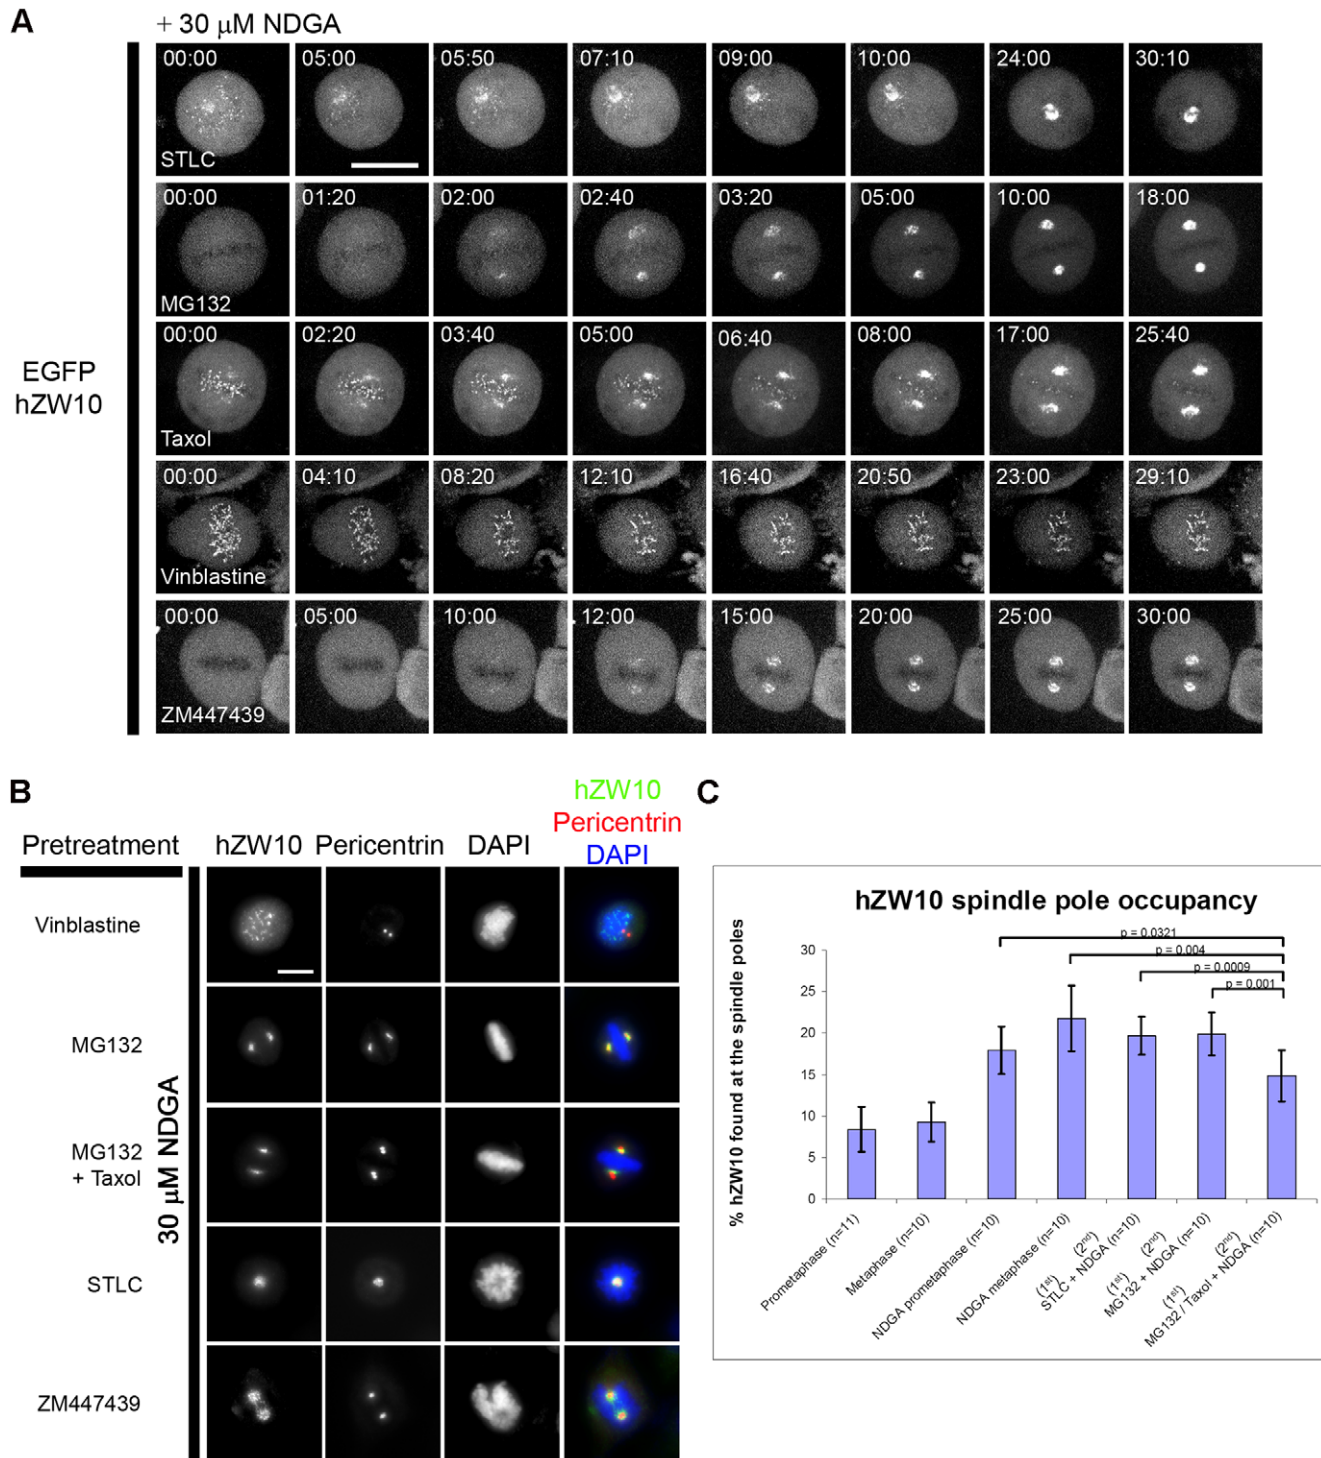 A
+ 30 μM NDGA
EGFP
hZW10
00:00 05:00 05:50 07:10 09:00 10:00 24:00 30:10
STLC
00:00 01:20 02:00 02:40 03:20 05:00 10:00 18:00
MG132
00:00 02:20 03:40 05:00 06:40 08:00 17:00 25:40
Taxol
00:00 04:10 08:20 12:10 16:40 20:50 23:00 29:10
Vinblastine
00:00 05:00 10:00 12:00 15:00 20:00 25:00 30:00
ZM447439
B
hZW10
Pericentrin
DAPI
Pretreatment hZW10 Pericentrin DAPI
30 μM NDGA
Vinblastine
MG132
MG132
+ Taxol
STLC
ZM447439
C
hZW10 spindle pole occupancy
p = 0.0321
p = 0.004
p = 0.0009
p = 0.001
% hZW10 found at the spindle poles
30
25
20
15
10
5
0
Prometaphase (n=11)
Metaphase (n=10)
NDGA prometaphase (n=10)
NDGA metaphase (n=10)
(1st) (2nd)
STLC + NDGA (n=10)
(1st) (2nd)
MG132 + NDGA (n=10)
(1st) (2nd)
MG132 / Taxol + NDGA (n=10)